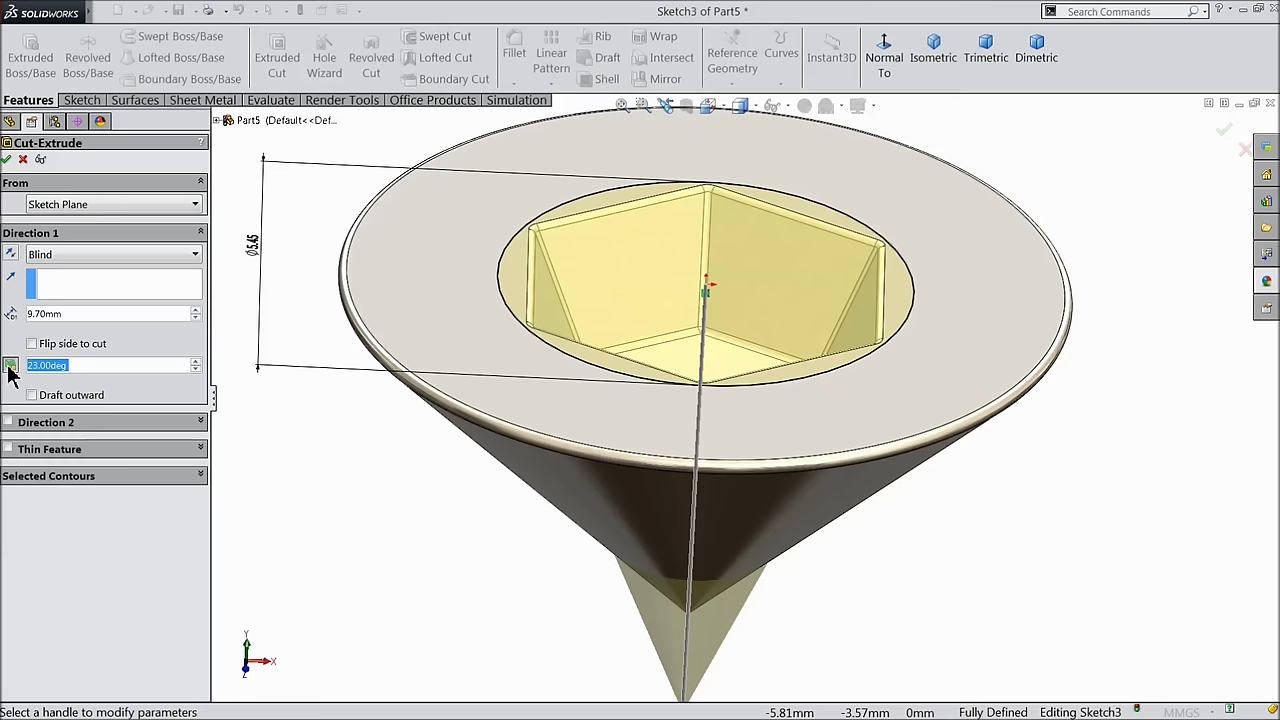 SOLIDWORKS
Sketch3 of Part5 *
Search Commands
Extruded Boss/Base
Revolved Boss/Base
Swept Boss/Base
Lofted Boss/Base
Boundary Boss/Base
Extruded Cut
Hole Wizard
Revolved Cut
Swept Cut
Lofted Cut
Boundary Cut
Fillet
Linear Pattern
Rib
Draft
Shell
Wrap
Intersect
Mirror
Reference Geometry
Curves
Instant3D
Normal To
Isometric
Trimetric
Dimetric
Features
Sketch
Surfaces
Sheet Metal
Evaluate
Render Tools
Office Products
Simulation
Part5 (Default<<Def...
Cut-Extrude
?
From
Sketch Plane
Direction 1
Blind
9.70mm
Flip side to cut
23.00deg
Draft outward
Direction 2
Thin Feature
Selected Contours
Ø5.45
Y
X
Z
Select a handle to modify parameters
-5.81mm
-3.57mm
0mm
Fully Defined
Editing Sketch3
MMGS